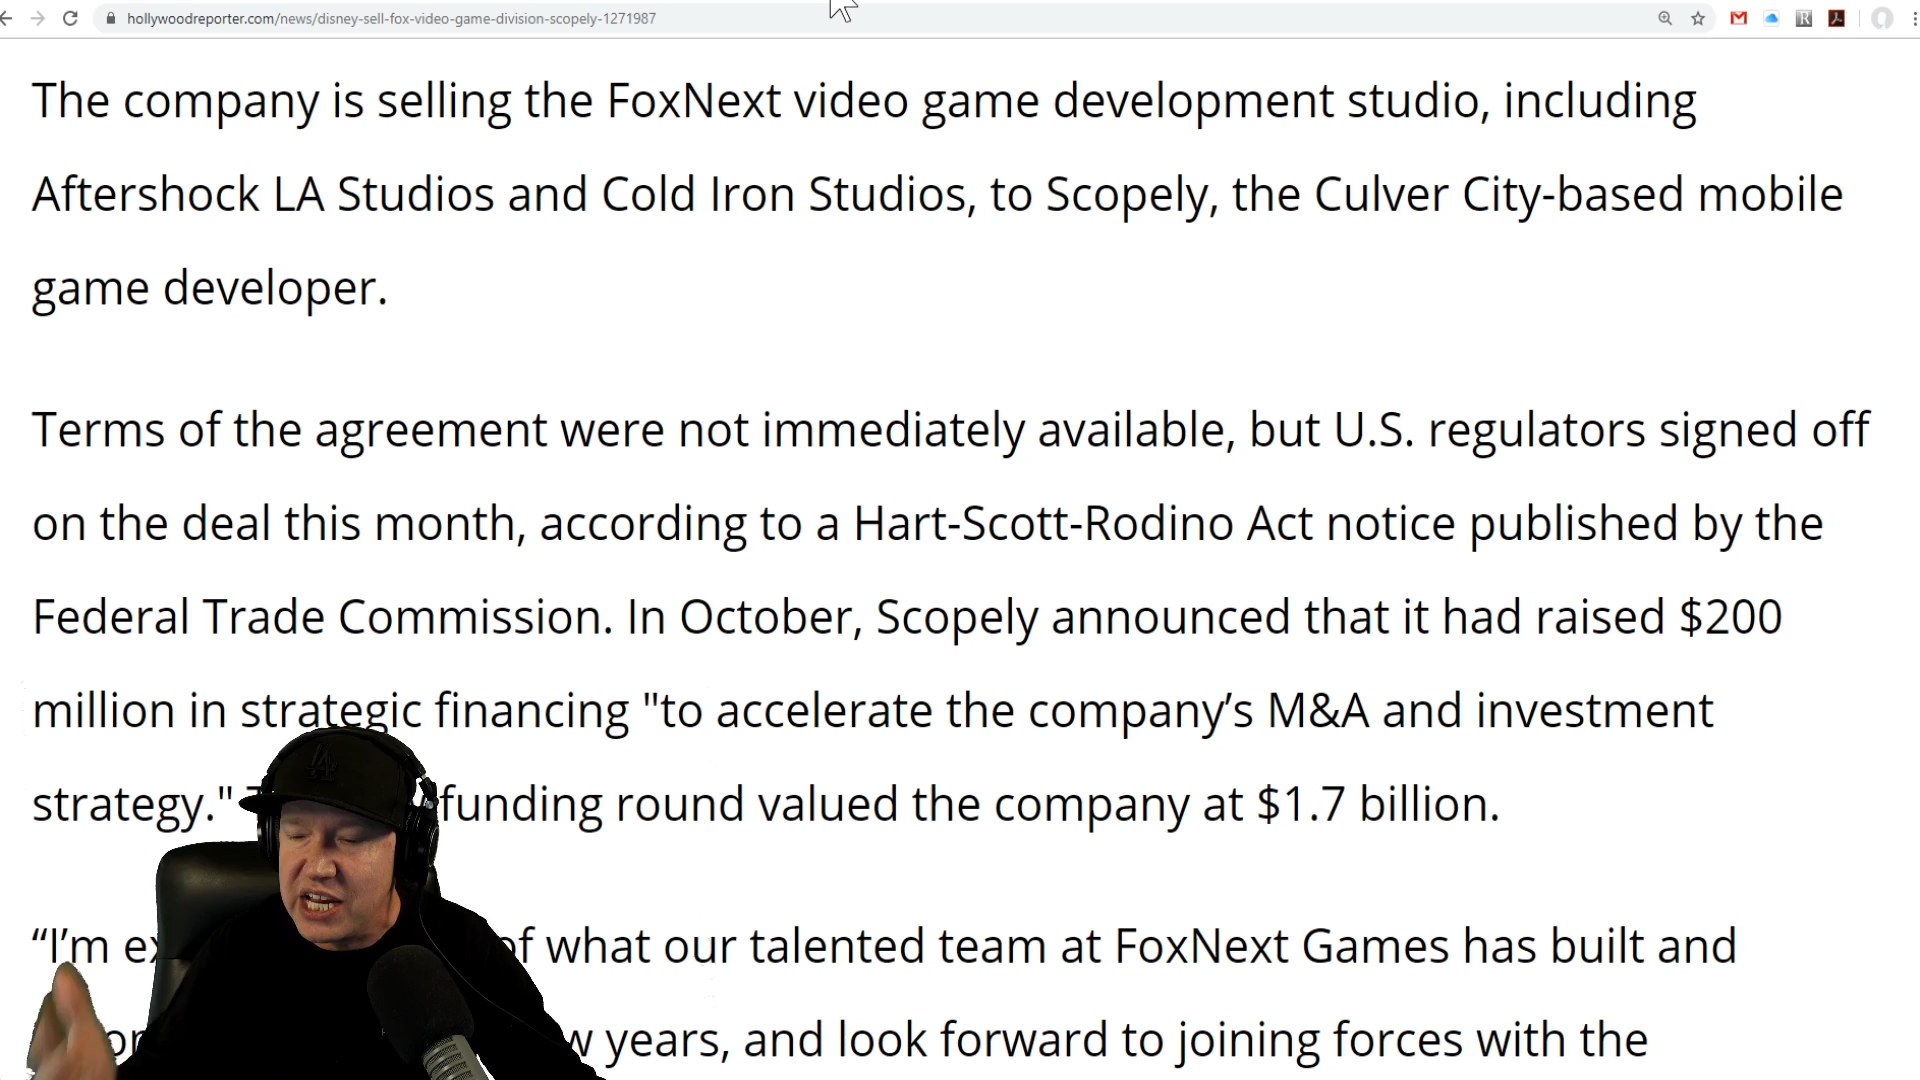 hollywoodreporter.com/news/disney-sell-fox-video-game-division-scopely-1271987
The company is selling the FoxNext video game development studio, including
Aftershock LA Studios and Cold Iron Studios, to Scopely, the Culver City-based mobile
game developer.
Terms of the agreement were not immediately available, but U.S. regulators signed off
on the deal this month, according to a Hart-Scott-Rodino Act notice published by the
Federal Trade Commission. In October, Scopely announced that it had raised $200
million in strategic financing "to accelerate the company’s M&A and investment
strategy." funding round valued the company at $1.7 billion.
“I’m of what our talented team at FoxNext Games has built and
years, and look forward to joining forces with the
LA